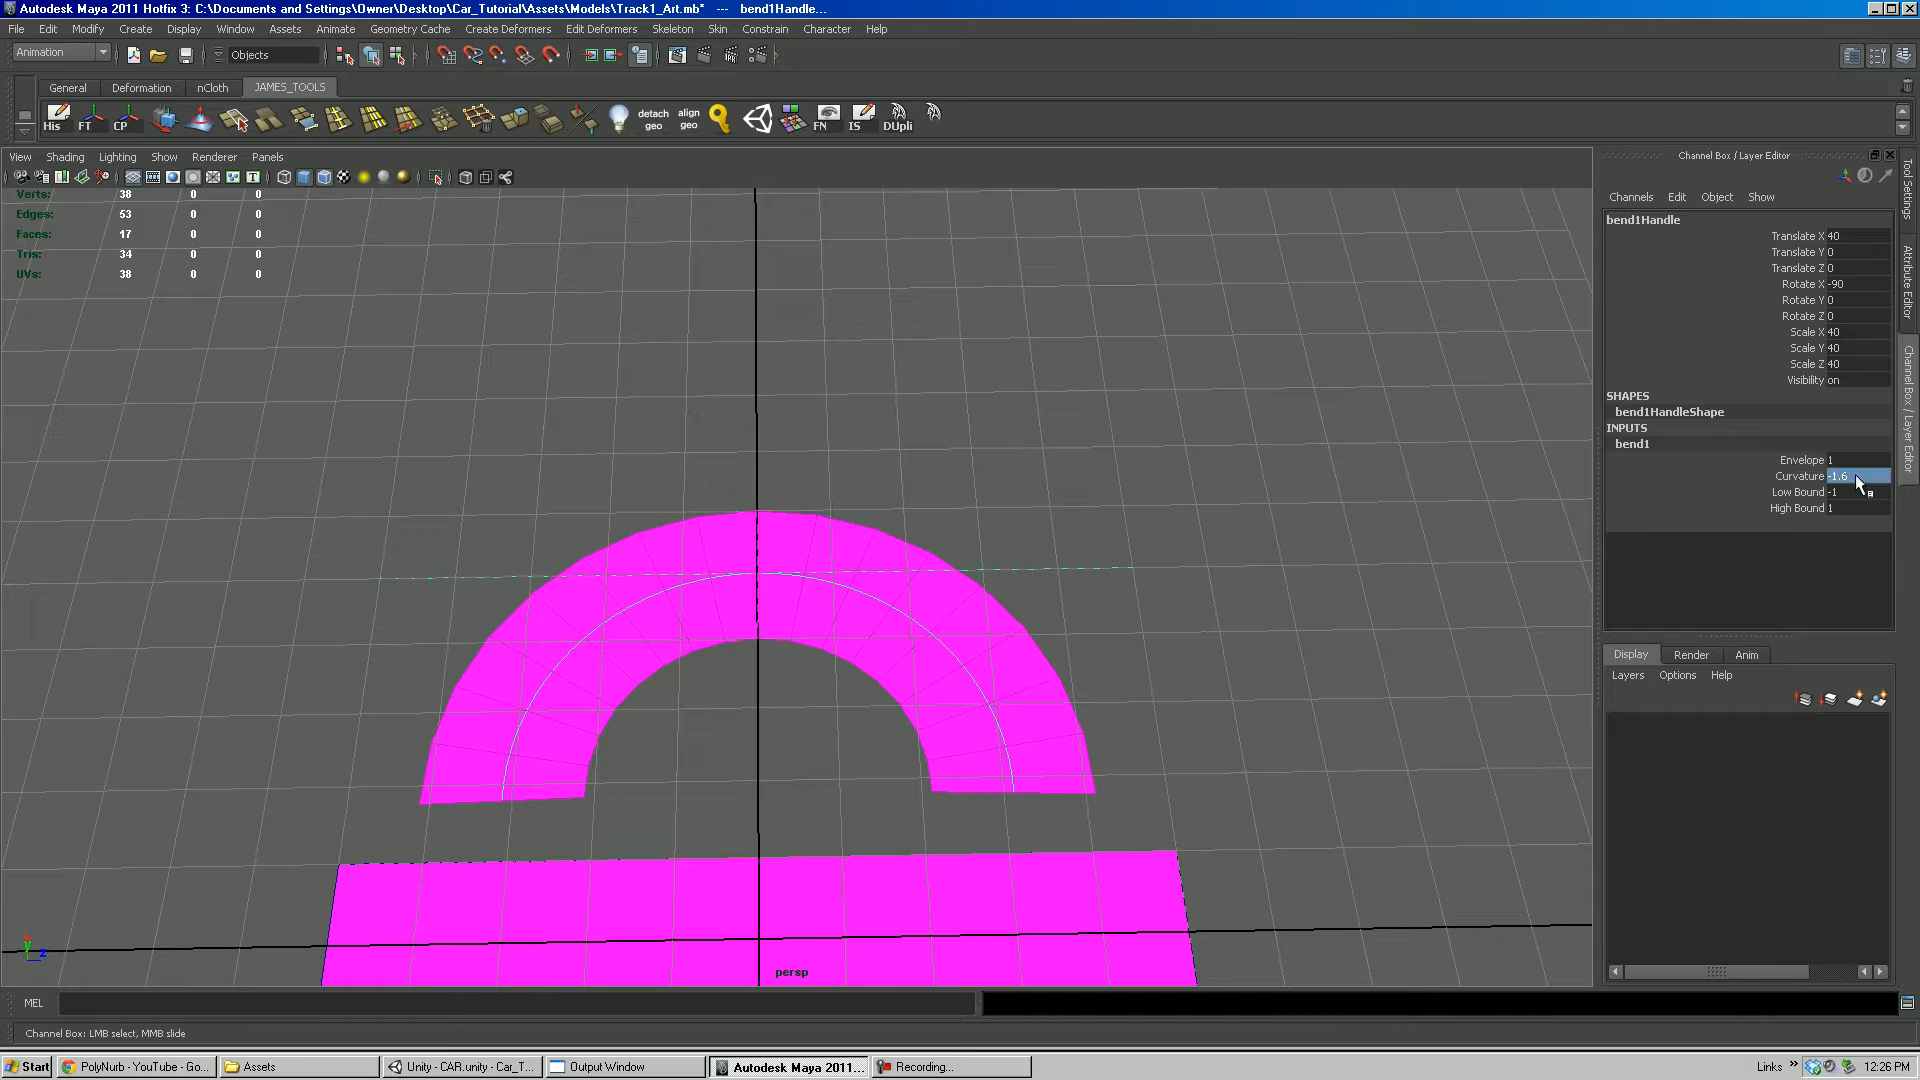 Autodesk Maya 2011 Hotfix 3: C:\Documents and Settings\Owner\Desktop\Car_Tutorial\Assets\Models\Track1_Art.mb* --- bend1Handle...
File Edit Modify Create Display Window Assets Animate Geometry Cache Create Deformers Edit Deformers Skeleton Skin Constrain Character Help
Animation Objects
General Deformation nCloth JAMES_TOOLS
His FT CP detach geo align geo FN IS DUpli
View Shading Lighting Show Renderer Panels
Verts: 38 0 0
Edges: 53 0 0
Faces: 17 0 0
Tris: 34 0 0
UVs: 38 0 0
persp
y z
Channel Box / Layer Editor
Channels Edit Object Show
bend1Handle
Translate X 40
Translate Y 0
Translate Z 0
Rotate X -90
Rotate Y 0
Rotate Z 0
Scale X 40
Scale Y 40
Scale Z 40
Visibility on
SHAPES
bend1HandleShape
INPUTS
bend1
Envelope 1
Curvature -1.6
Low Bound -1
High Bound 1
Display Render Anim
Layers Options Help
Tool Settings
Attribute Editor
Channel Box / Layer Editor
MEL
Channel Box: LMB select, MMB slide
Start PolyNurb - YouTube - Go... Assets Unity - CAR.unity - Car_T... Output Window Autodesk Maya 2011... Recording... Links » 12:26 PM